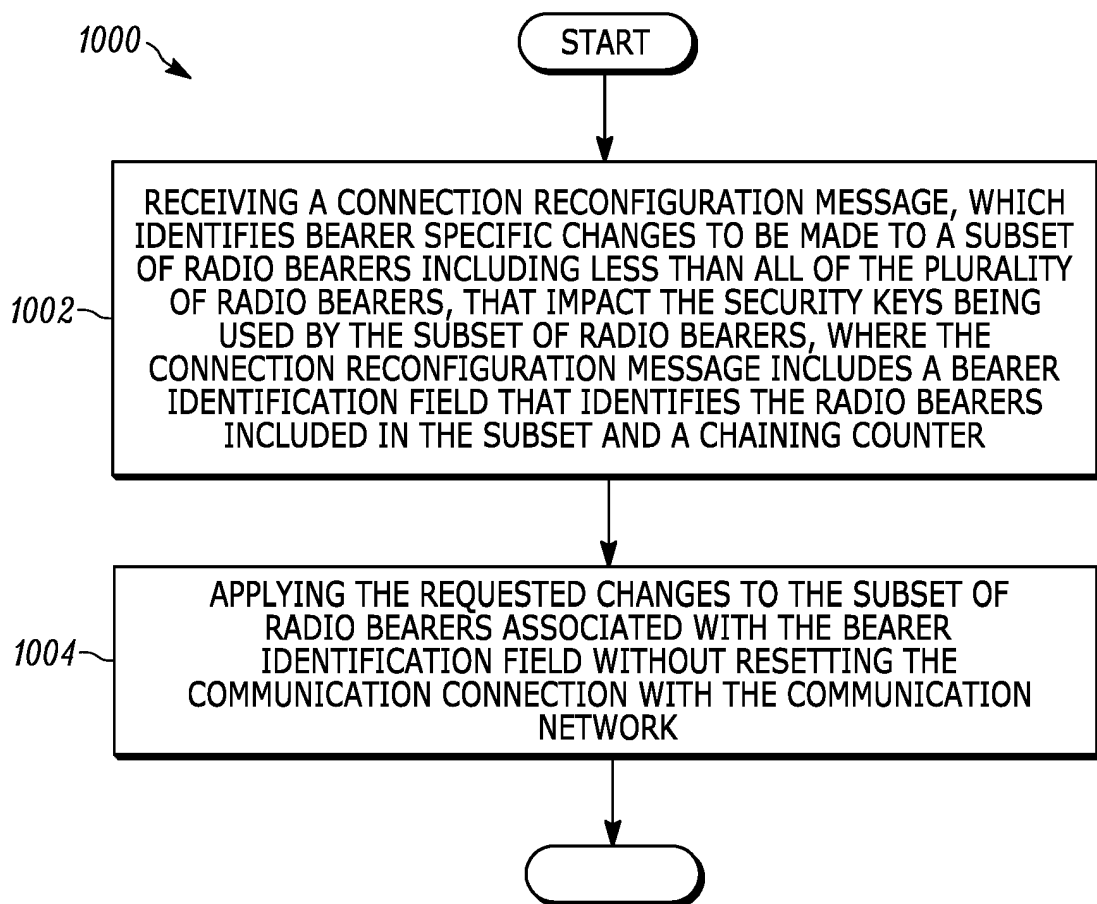 1000
START
RECEIVING A CONNECTION RECONFIGURATION MESSAGE, WHICH
IDENTIFIES BEARER SPECIFIC CHANGES TO BE MADE TO A SUBSET
OF RADIO BEARERS INCLUDING LESS THAN ALL OF THE PLURALITY
OF RADIO BEARERS, THAT IMPACT THE SECURITY KEYS BEING
USED BY THE SUBSET OF RADIO BEARERS, WHERE THE
CONNECTION RECONFIGURATION MESSAGE INCLUDES A BEARER
IDENTIFICATION FIELD THAT IDENTIFIES THE RADIO BEARERS
INCLUDED IN THE SUBSET AND A CHAINING COUNTER
1002
APPLYING THE REQUESTED CHANGES TO THE SUBSET OF
RADIO BEARERS ASSOCIATED WITH THE BEARER
IDENTIFICATION FIELD WITHOUT RESETTING THE
COMMUNICATION CONNECTION WITH THE COMMUNICATION
NETWORK
1004